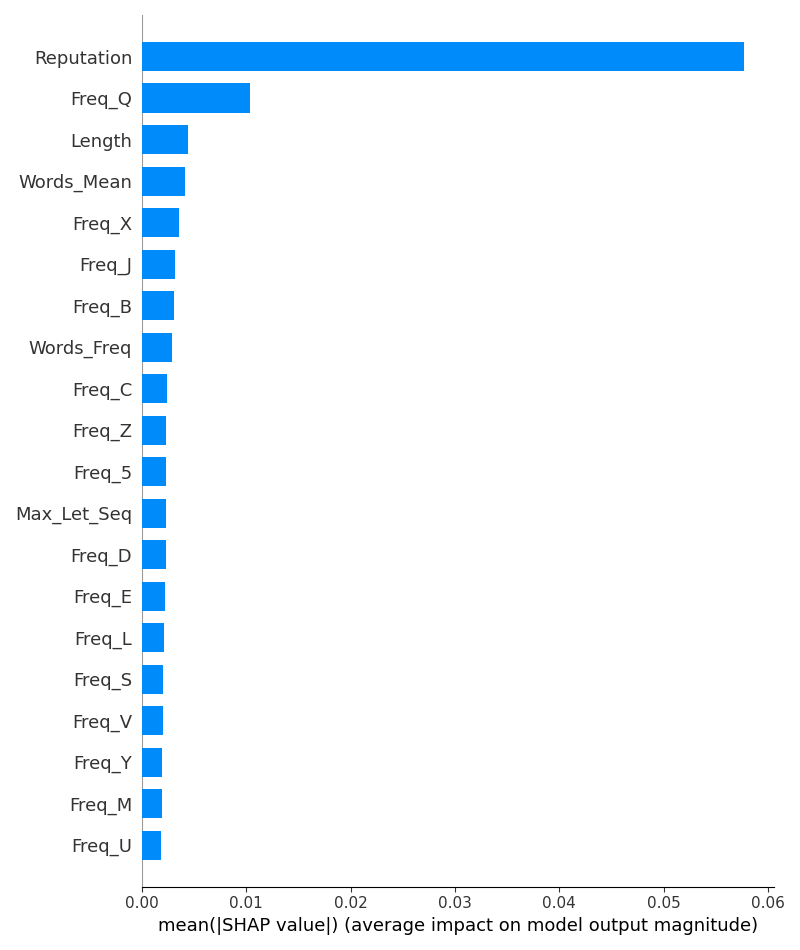 Reputation
Freq_Q
Length
Words_Mean
Freq_X
Freq_J
Freq_B
Words_Freq
Freq_C
Freq_Z
Freq_5
Max_Let_Seq
Freq_D
Freq_E
Freq_L
Freq_S
Freq_V
Freq_Y
Freq_M
Freq_U
0.00 0.01 0.02 0.03 0.04 0.05 0.06
mean(|SHAP value|) (average impact on model output magnitude)